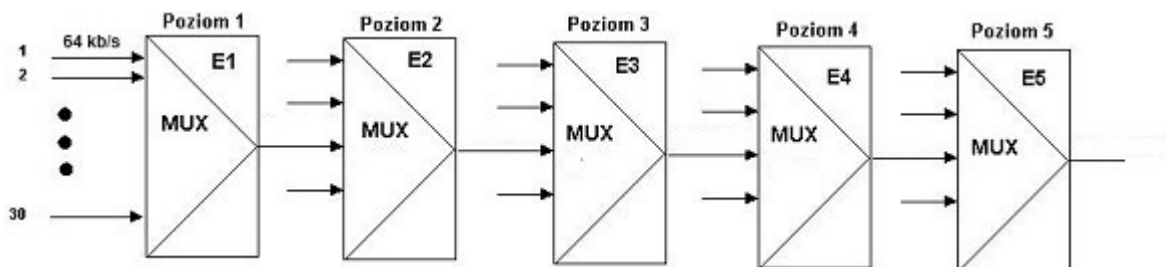 Poziom 1
Poziom 2
Poziom 3
Poziom 4
Poziom 5
1
64 kb/s
2
30
E1
MUX
E2
MUX
E3
MUX
E4
MUX
E5
MUX